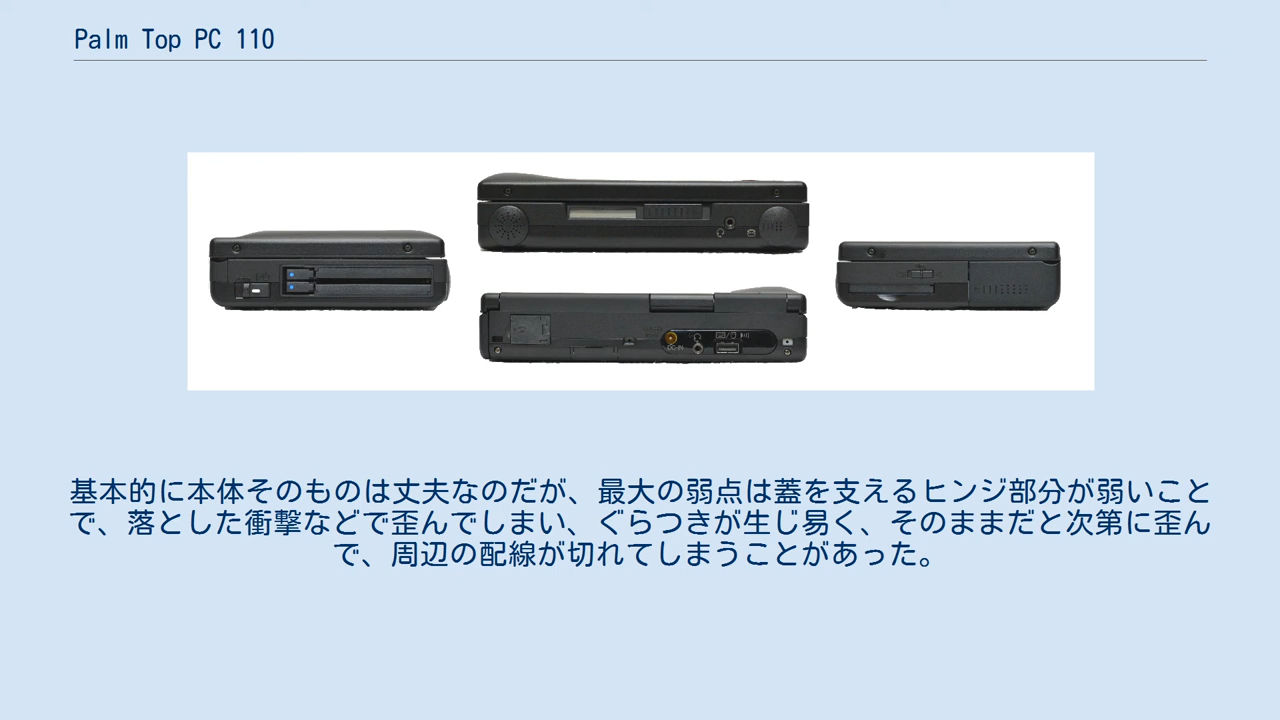 Palm Top PC 110
基本的に本体そのものは丈夫なのだが、最大の弱点は蓋を支えるヒンジ部分が弱いこと
で、落とした衝撃などで歪んでしまい、ぐらつきが生じ易く、そのままだと次第に歪ん
で、周辺の配線が切れてしまうことがあった。
DC-IN